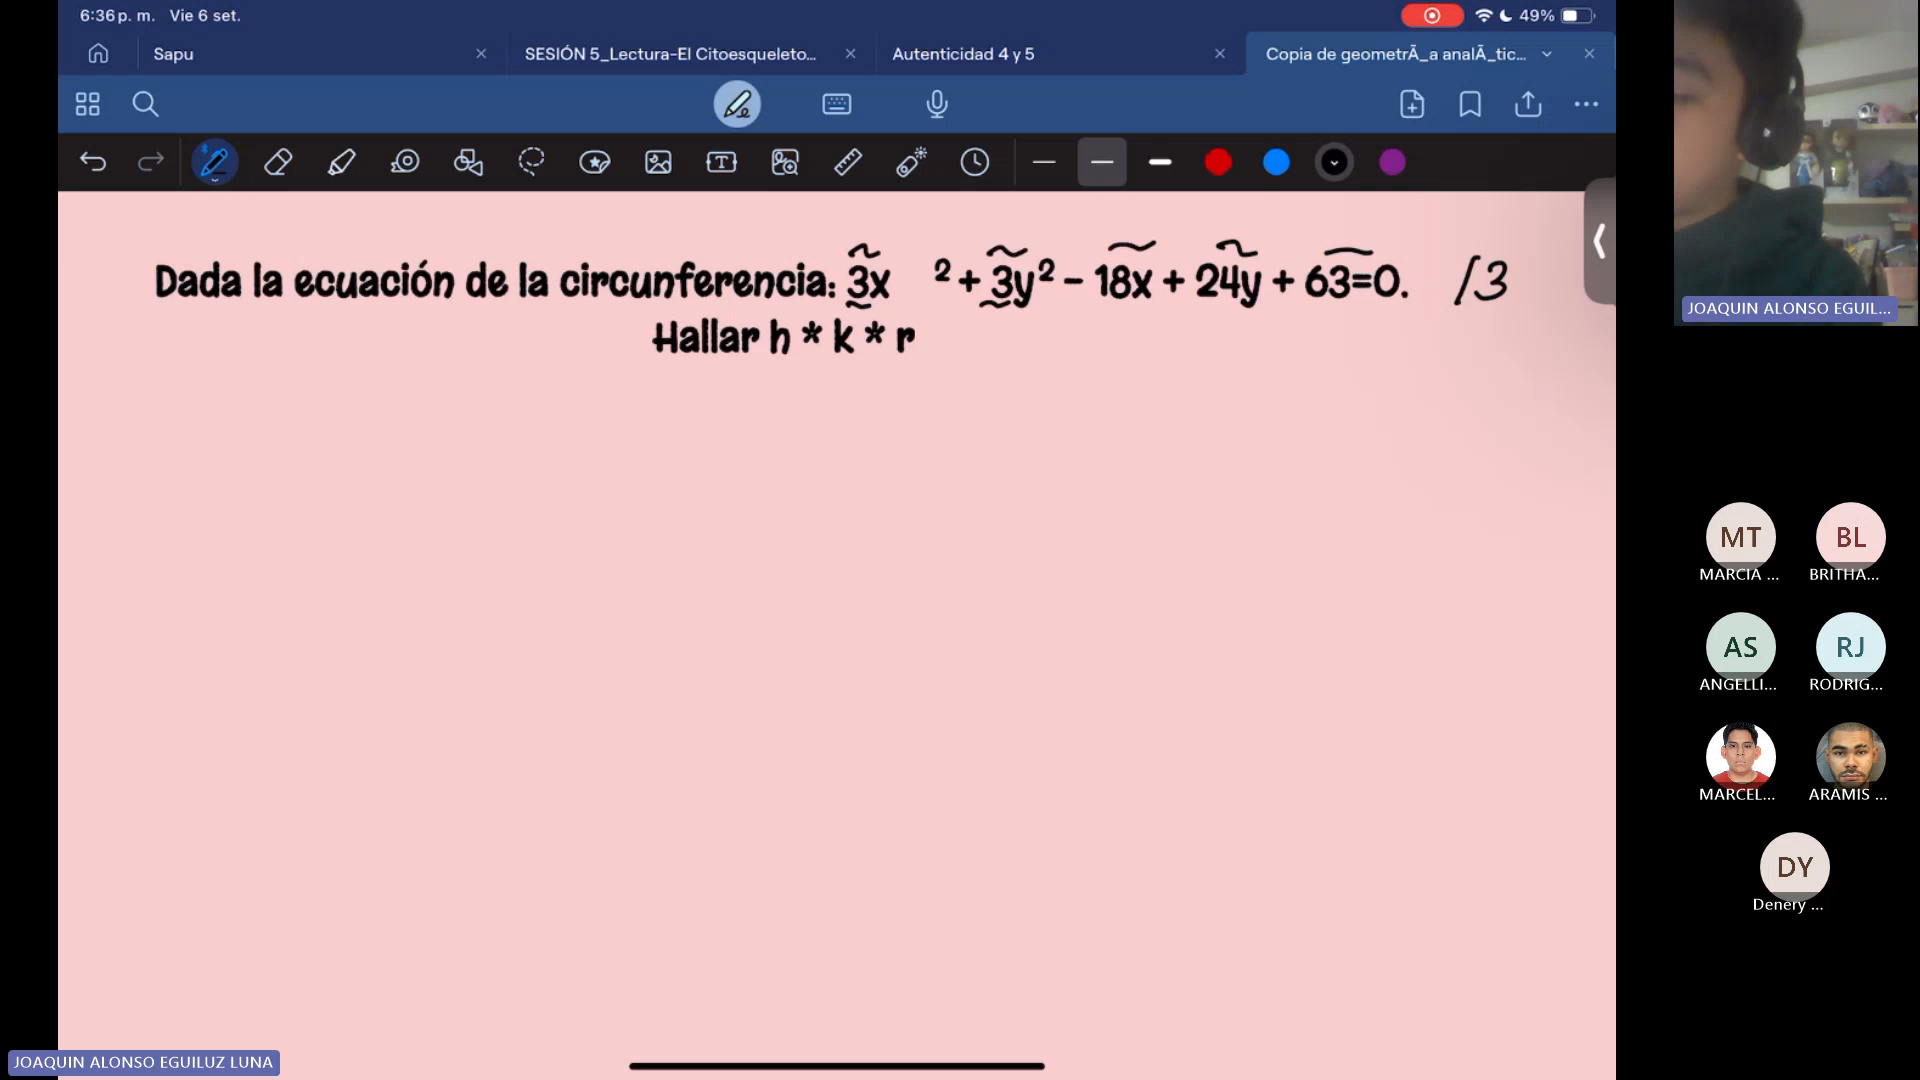 6:36 p. m. Vie 6 set.
49%
Sapu
SESIÓN 5_Lectura-El Citoesqueleto...
Autenticidad 4 y 5
Copia de geometrÃ_a analÃ_tic...
Dada la ecuación de la circunferencia: 3x ² + 3y² - 18x + 24y + 63=0. /3
Hallar h * k * r
JOAQUIN ALONSO EGUIL...
MT
MARCIA ...
BL
BRITHA...
AS
ANGELLI...
RJ
RODRIG...
MARCEL...
ARAMIS ...
DY
Denery ...
JOAQUIN ALONSO EGUILUZ LUNA